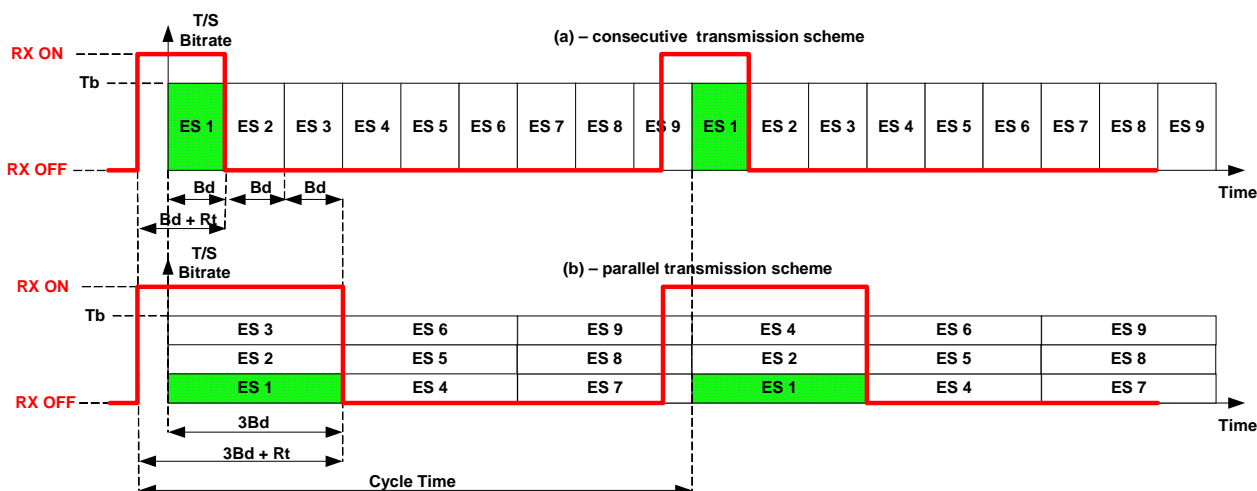 T/S
Bitrate
(a) – consecutive transmission scheme
RX ON
Tb
ES 1 ES 2 ES 3 ES 4 ES 5 ES 6 ES 7 ES 8 ES 9 ES 1 ES 2 ES 3 ES 4 ES 5 ES 6 ES 7 ES 8 ES 9
RX OFF
Time
Bd Bd Bd
Bd + Rt
T/S
Bitrate
(b) – parallel transmission scheme
RX ON
Tb
ES 3 ES 6 ES 9 ES 4 ES 6 ES 9
ES 2 ES 5 ES 8 ES 2 ES 5 ES 8
ES 1 ES 4 ES 7 ES 1 ES 4 ES 7
RX OFF
Time
3Bd
3Bd + Rt
Cycle Time